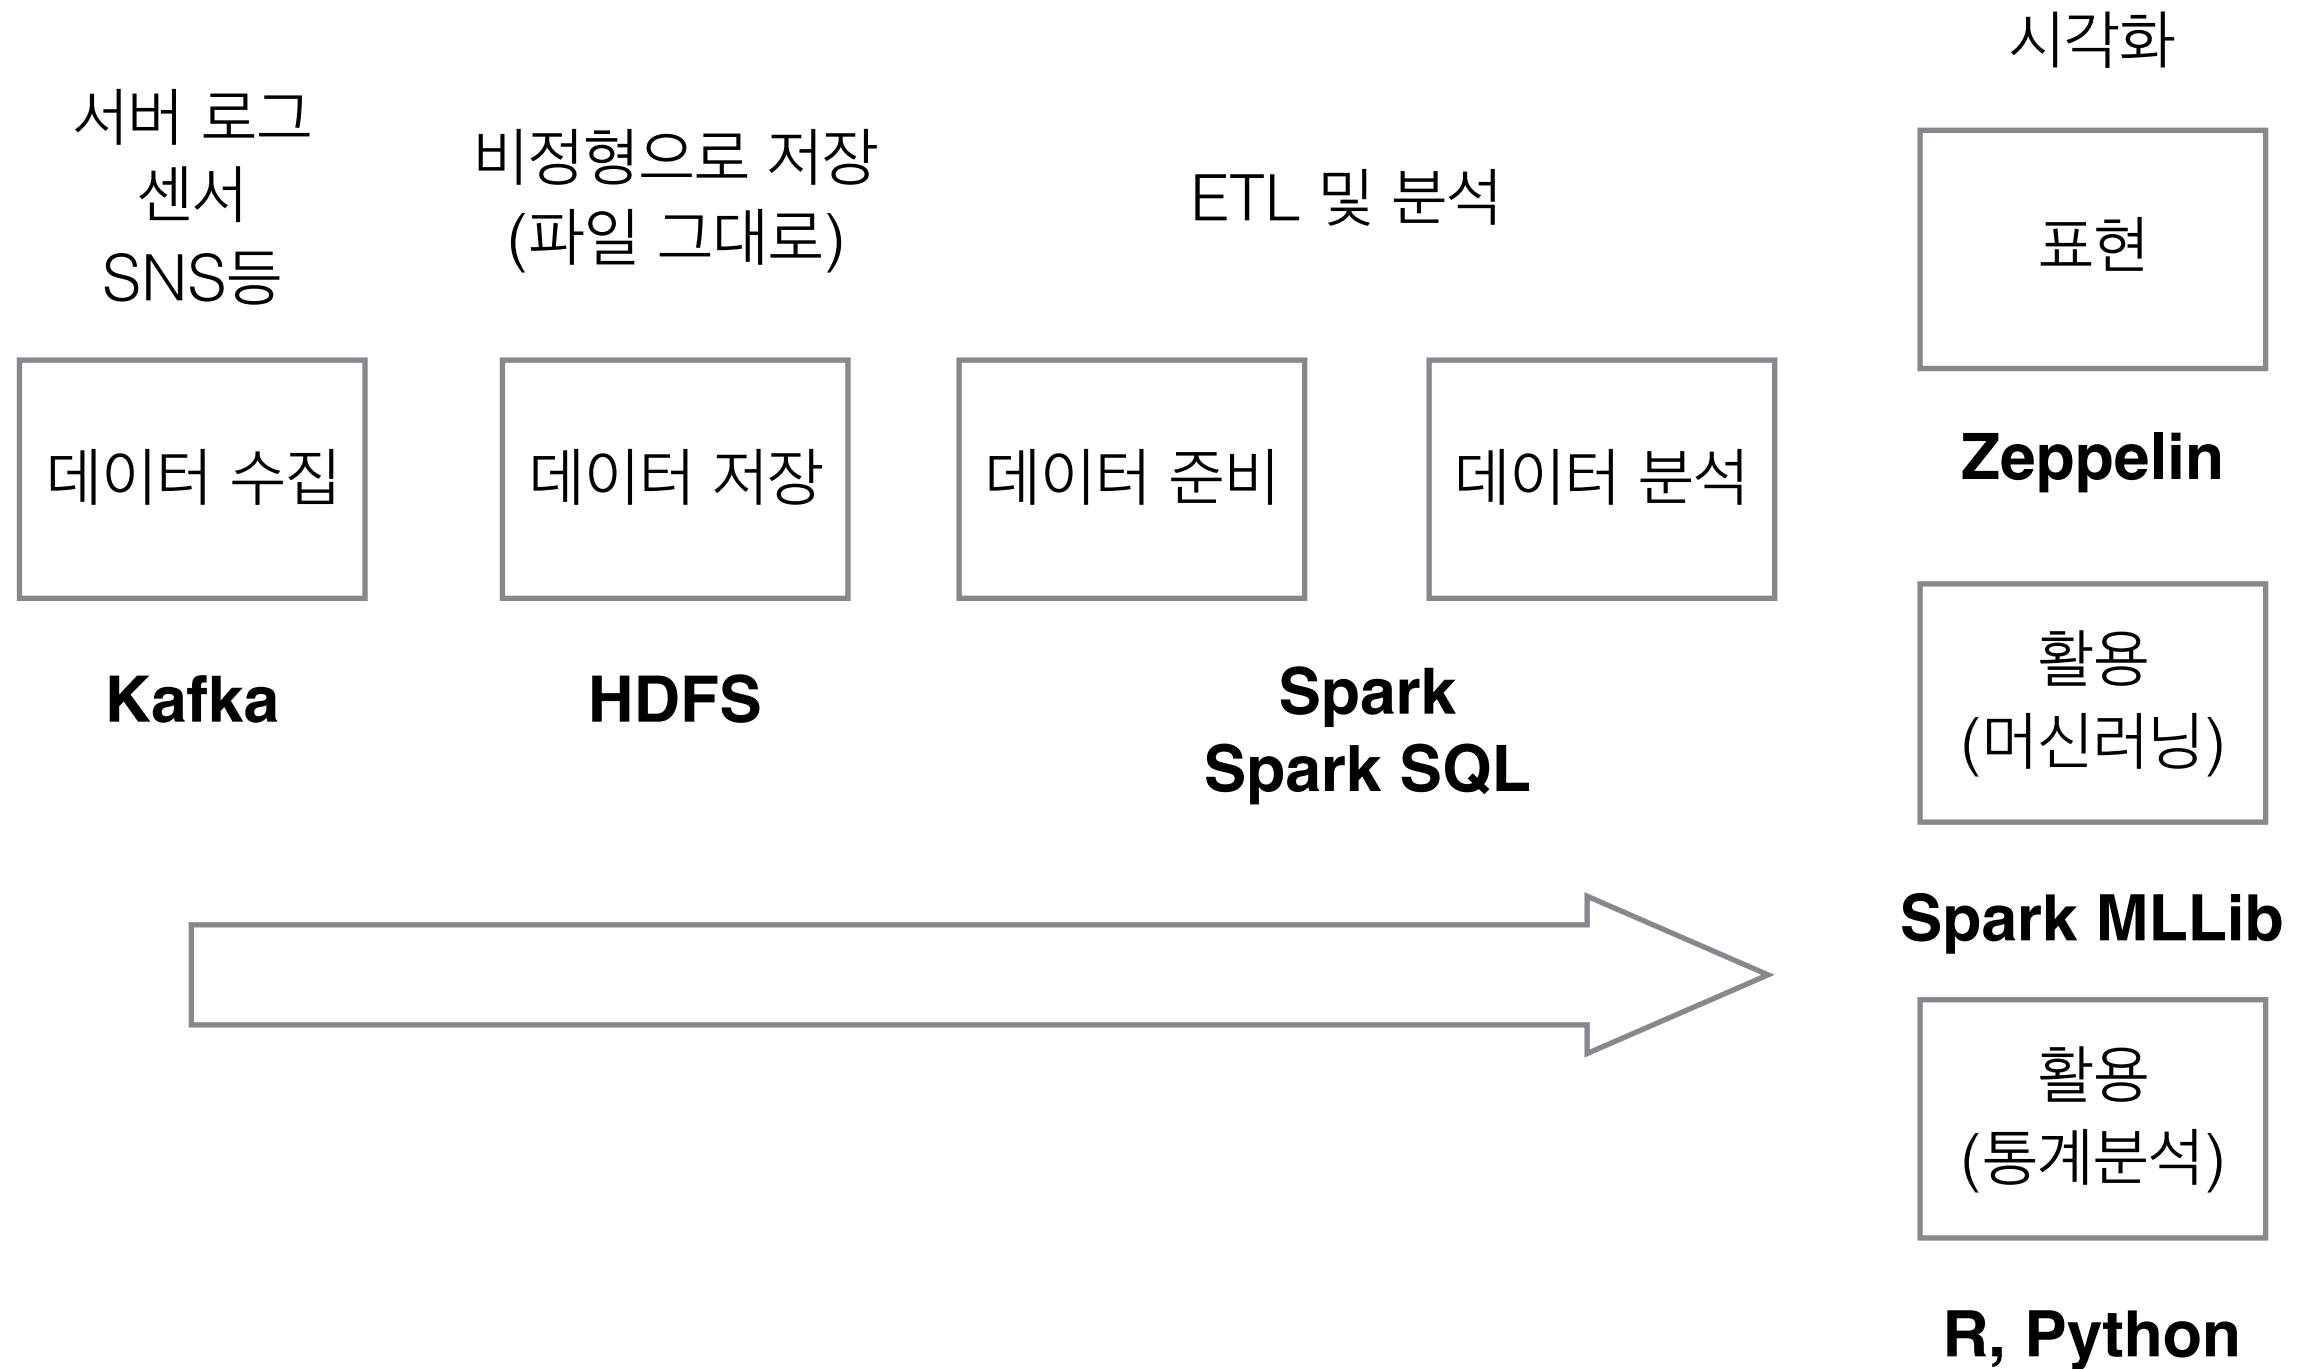 서버 로그
센서
SNS등
데이터 수집
Kafka
비정형으로 저장
(파일 그대로)
데이터 저장
HDFS
ETL 및 분석
데이터 준비
데이터 분석
Spark
Spark SQL
시각화
표현
Zeppelin
활용
(머신러닝)
Spark MLLib
활용
(통계분석)
R, Python